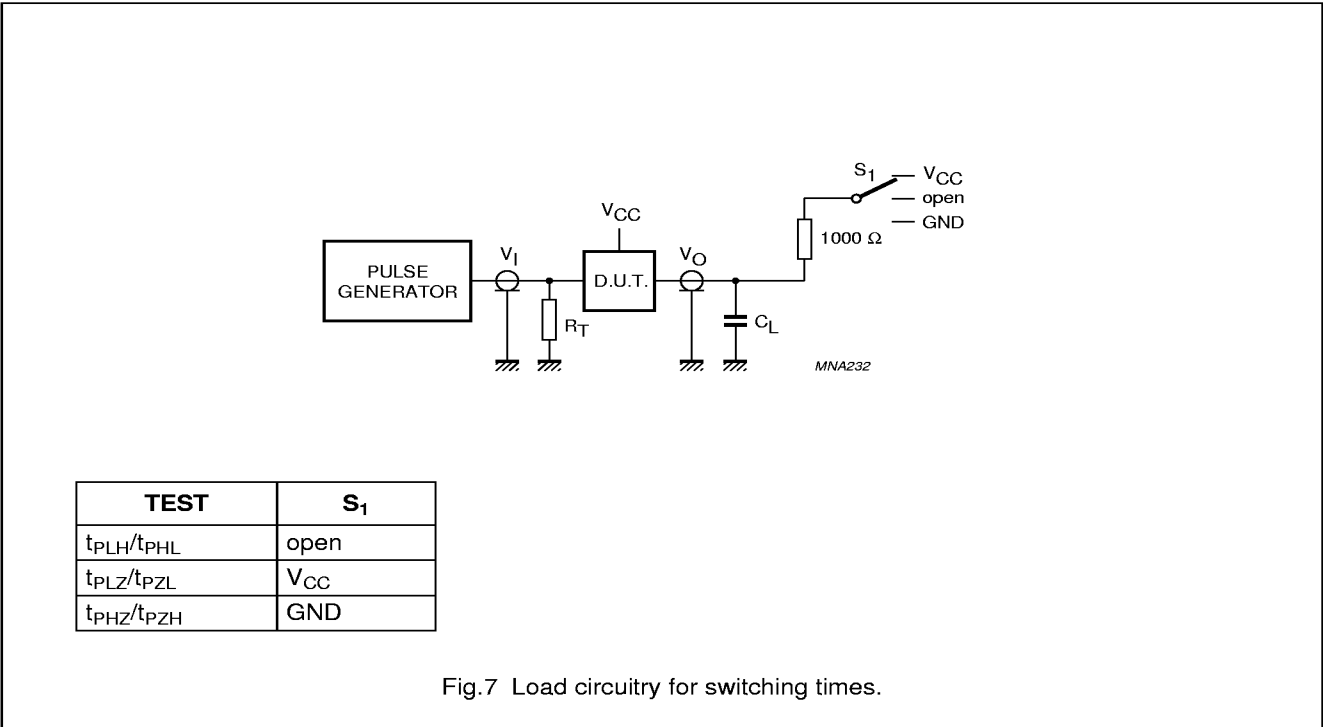 S1
VCC
open
GND
1000 Ω
VCC
PULSE
GENERATOR
VI
D.U.T.
VO
RT
CL
MNA232
TEST S1
tPLH/tPHL open
tPLZ/tPZL VCC
tPHZ/tPZH GND
Fig.7 Load circuitry for switching times.